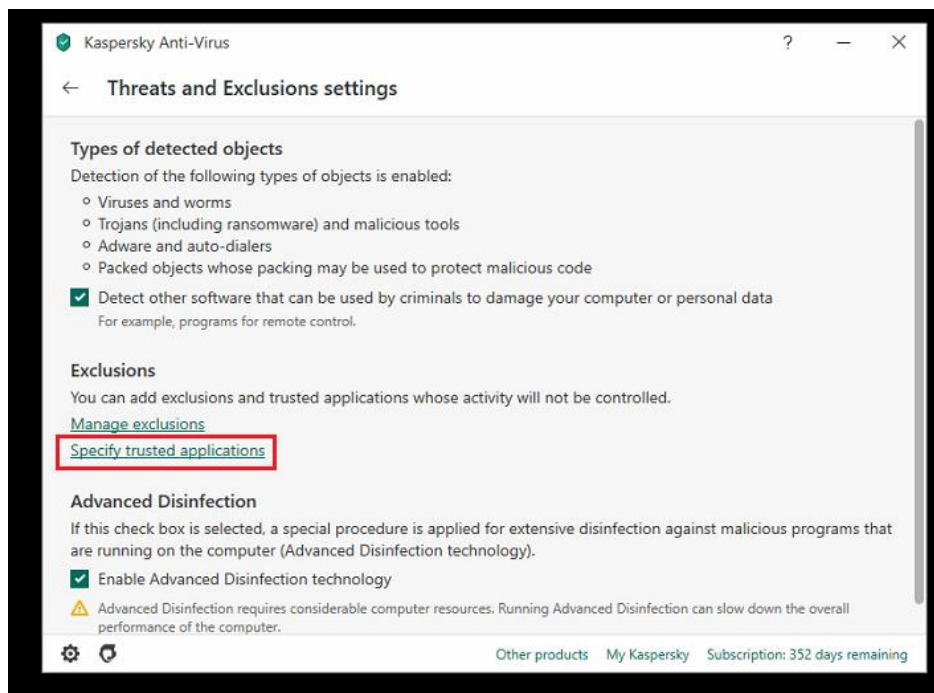 Kaspersky Anti-Virus
?
Threats and Exclusions settings
Types of detected objects
Detection of the following types of objects is enabled:
Viruses and worms
Trojans (including ransomware) and malicious tools
Adware and auto-dialers
Packed objects whose packing may be used to protect malicious code
Detect other software that can be used by criminals to damage your computer or personal data
For example, programs for remote control.
Exclusions
You can add exclusions and trusted applications whose activity will not be controlled.
Manage exclusions
Specify trusted applications
Advanced Disinfection
If this check box is selected, a special procedure is applied for extensive disinfection against malicious programs that
are running on the computer (Advanced Disinfection technology).
Enable Advanced Disinfection technology
Advanced Disinfection requires considerable computer resources. Running Advanced Disinfection can slow down the overall
performance of the computer.
Other products My Kaspersky Subscription: 352 days remaining